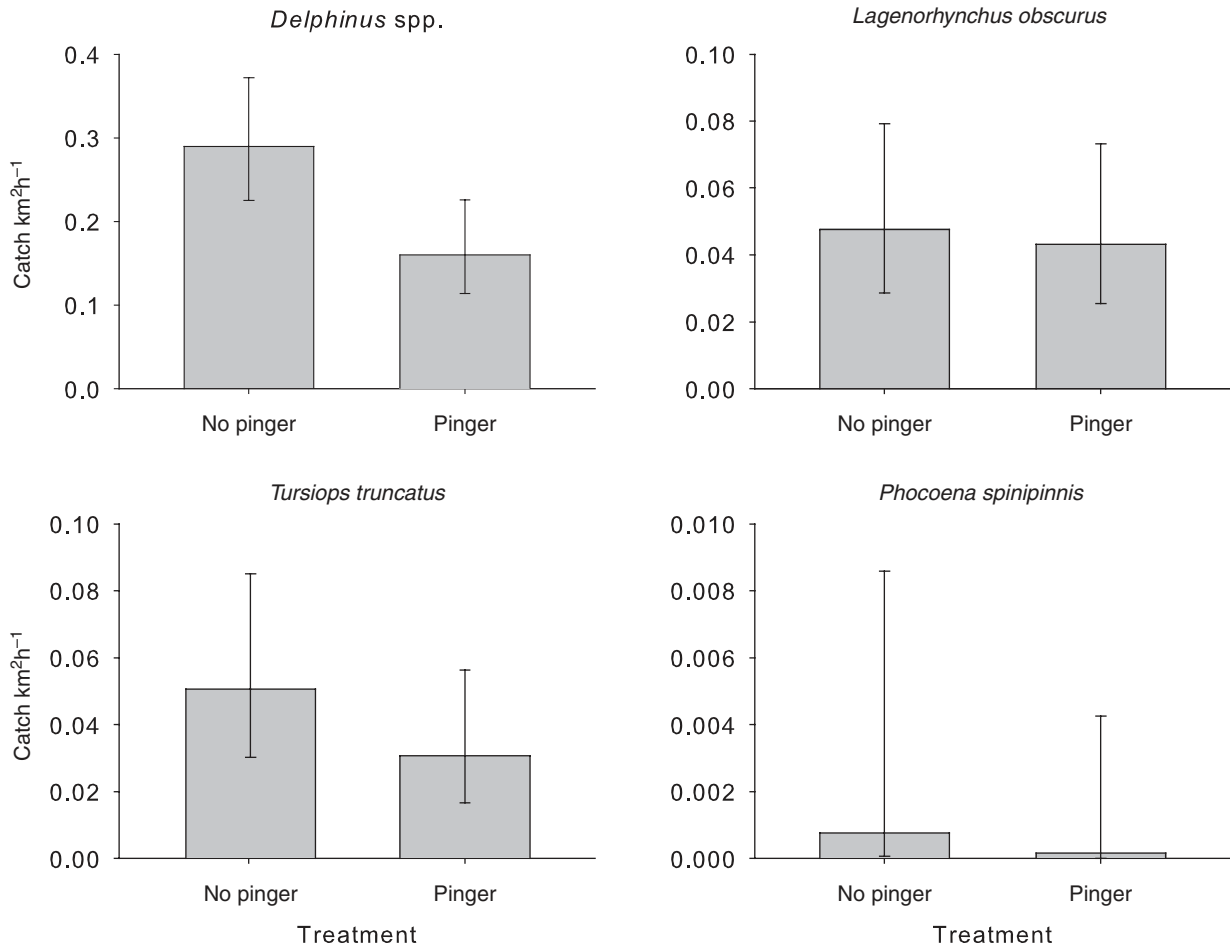 Delphinus spp.
0.4
0.3
0.2
0.1
0.0
Catch km²h⁻¹
No pinger
Pinger
Lagenorhynchus obscurus
0.10
0.08
0.06
0.04
0.02
0.00
No pinger
Pinger
Tursiops truncatus
0.10
0.08
0.06
0.04
0.02
0.00
Catch km²h⁻¹
No pinger
Pinger
Treatment
Phocoena spinipinnis
0.010
0.008
0.006
0.004
0.002
0.000
No pinger
Pinger
Treatment